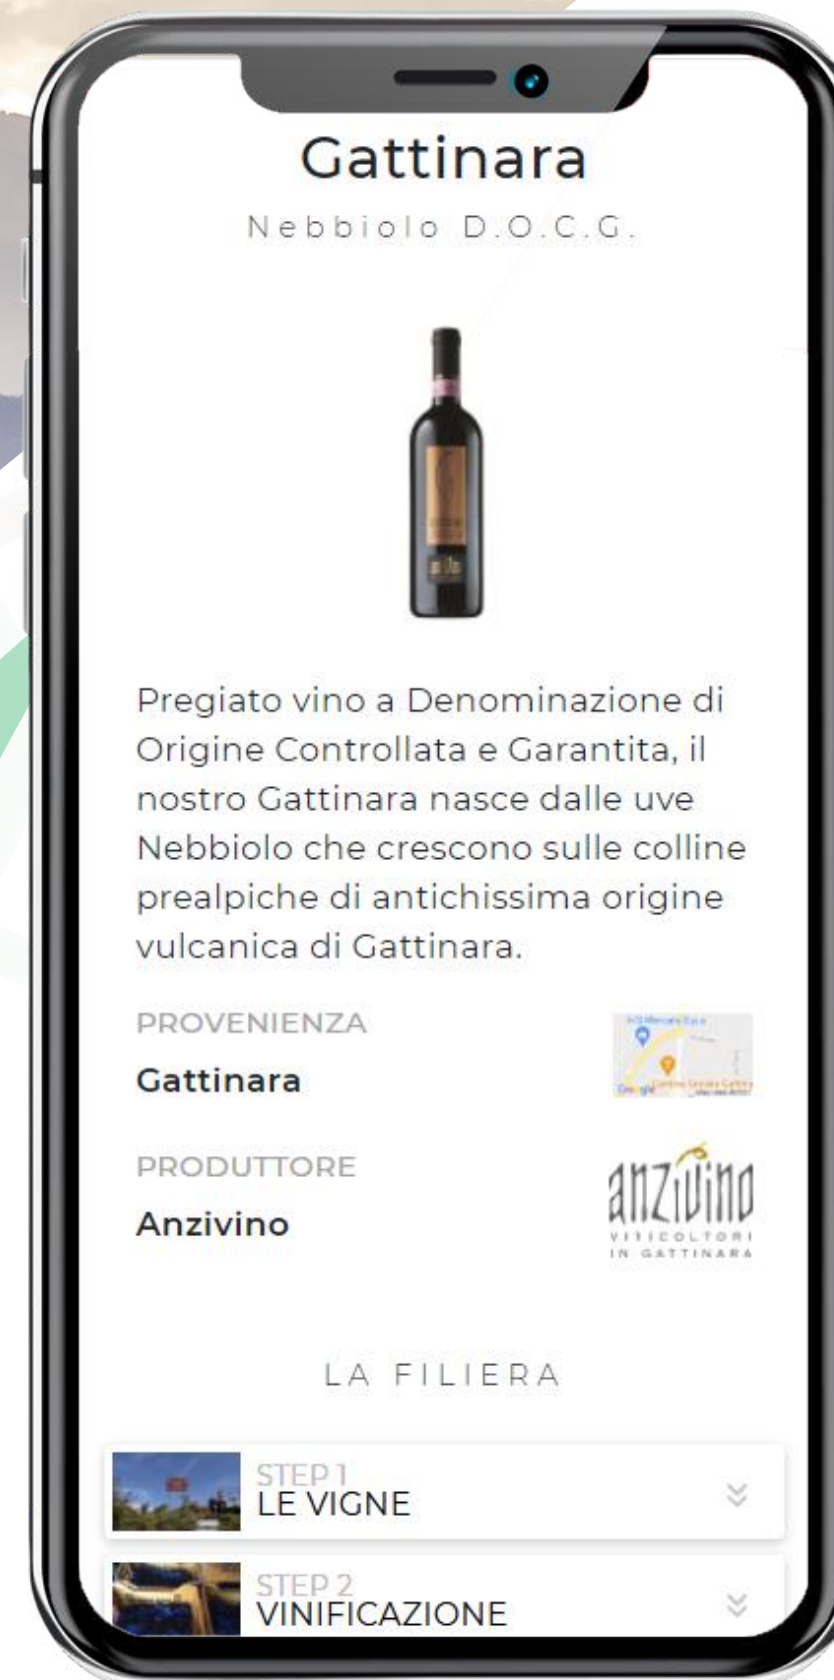 Gattinara
Nebbiolo D.O.C.G.
Pregiato vino a Denominazione di
Origine Controllata e Garantita, il
nostro Gattinara nasce dalle uve
Nebbiolo che crescono sulle colline
prealpiche di antichissima origine
vulcanica di Gattinara.
PROVENIENZA
Gattinara
Google
PRODUTTORE
Anzivino
anzivino
VITICOLTORI
IN GATTINARA
LA FILIERA
STEP 1
LE VIGNE
STEP 2
VINIFICAZIONE